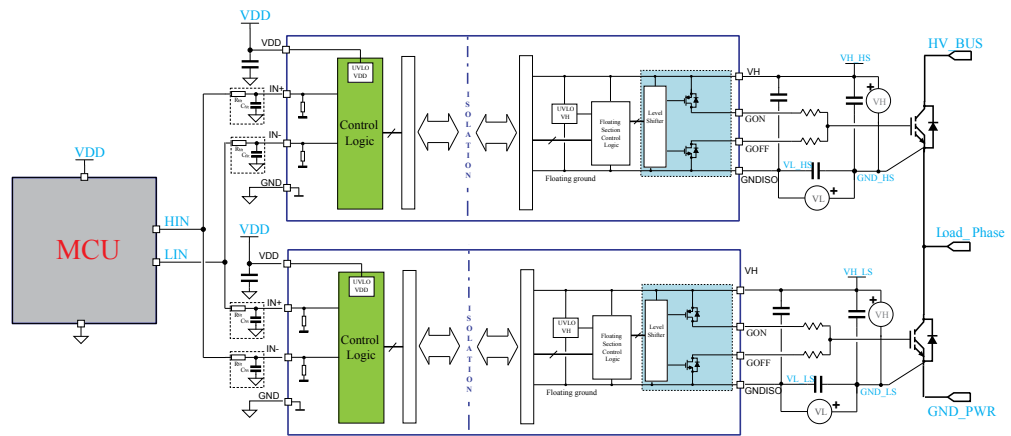 VDD
VDD
UVLO
VDD
IN+
Control
Logic
IN-
GND
I
S
O
L
A
T
I
O
N
UVLO
VH
Floating
Section
Control
Logic
Level
Shifter
Floating ground
VH
GON
GOFF
GNDISO
VH_HS
VH
VL_HS
VL
GND_HS
HV_BUS
VDD
MCU
HIN
LIN
Load_Phase
VDD
VDD
UVLO
VDD
IN+
Control
Logic
IN-
GND
I
S
O
L
A
T
I
O
N
UVLO
VH
Floating
Section
Control
Logic
Level
Shifter
Floating ground
VH
GON
GOFF
GNDISO
VH_LS
VH
VL_LS
VL
GND_LS
GND_PWR